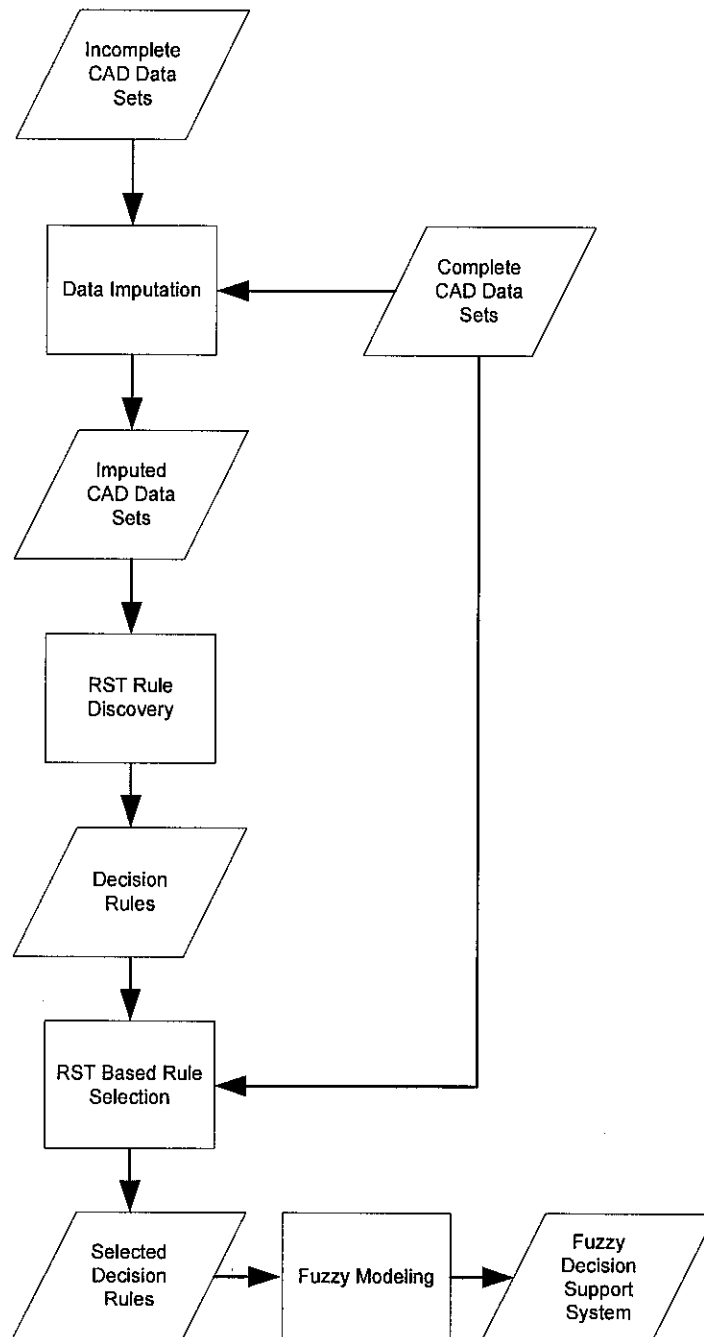 Incomplete
CAD Data
Sets
Data Imputation
Complete
CAD Data
Sets
Imputed
CAD Data
Sets
RST Rule
Discovery
Decision
Rules
RST Based Rule
Selection
Selected
Decision
Rules
Fuzzy Modeling
Fuzzy
Decision
Support
System